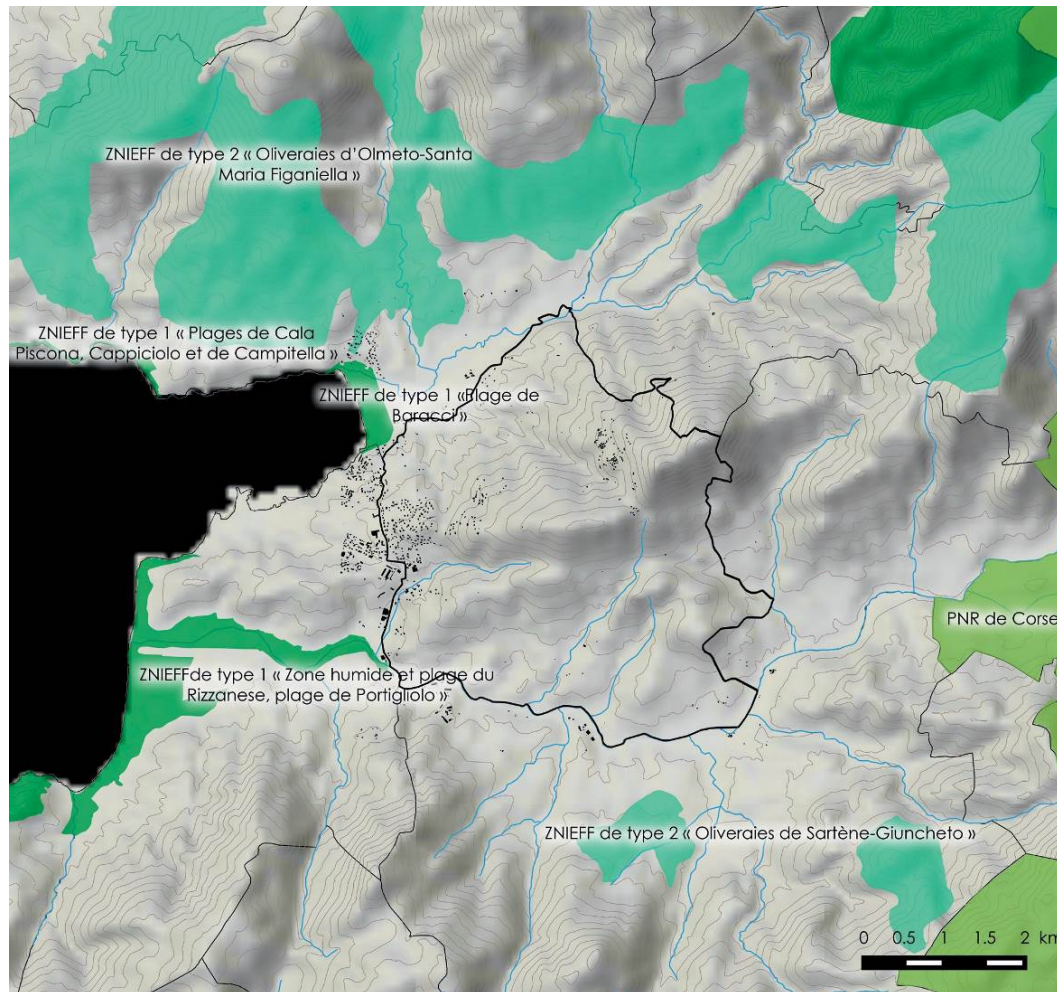 ZNIEFF de type 2 « Oliveraies d'Olmeto-Santa
Maria Figaniella »
ZNIEFF de type 1 « Plages de Cala
Piscona, Cappiciolo et de Campitella »
ZNIEFF de type 1 «Plage de
Baracci»
PNR de Corse
ZNIEFFde type 1 « Zone humide et plage du
Rizzanese, plage de Portigliolo »
ZNIEFF de type 2 « Oliveraies de Sartène-Giuncheto »
0 0.5 1 1.5 2 km